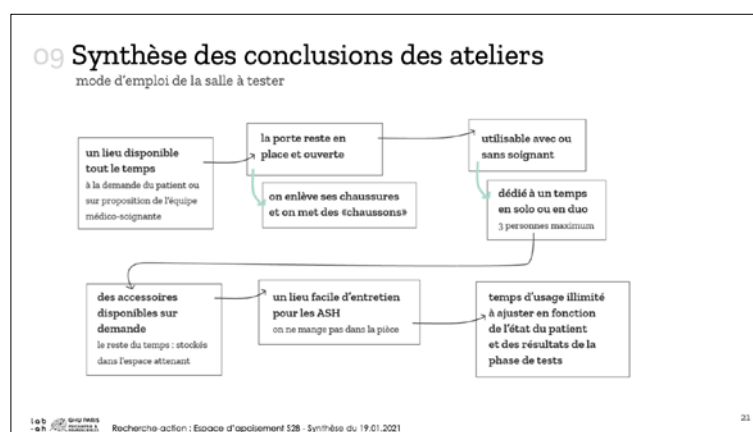 09 Synthèse des conclusions des ateliers
mode d'emploi de la salle à tester
un lieu disponible
tout le temps
à la demande du patient ou
sur proposition de l'équipe
médico-soignante
la porte reste en
place et ouverte
on enlève ses chaussures
et on met des «chaussons»
utilisable avec ou
sans soignant
dédié à un temps
en solo ou en duo
3 personnes maximum
des accessoires
disponibles sur
demande
le reste du temps : stockés
dans l'espace attenant
un lieu facile d'entretien
pour les ASH
on ne mange pas dans la pièce
temps d'usage illimité
à ajuster en fonction
de l'état du patient
et des résultats de la
phase de tests
lab
-ah
GHU PARIS
Recherche-action : Espace d'apaisement S28 - Synthèse du 19.01.2021
21